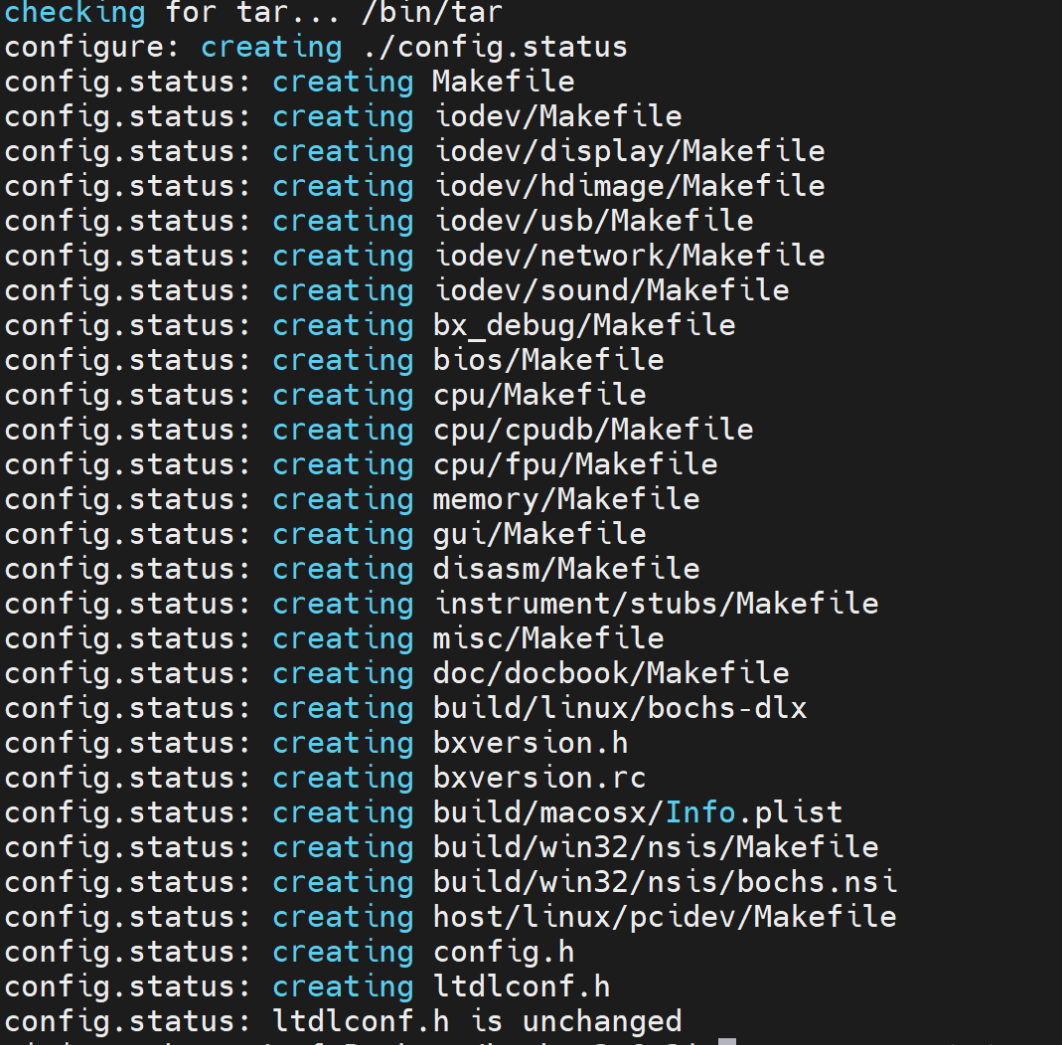 checking for tar... /bin/tar
configure: creating ./config.status
config.status: creating Makefile
config.status: creating iodev/Makefile
config.status: creating iodev/display/Makefile
config.status: creating iodev/hdimage/Makefile
config.status: creating iodev/usb/Makefile
config.status: creating iodev/network/Makefile
config.status: creating iodev/sound/Makefile
config.status: creating bx_debug/Makefile
config.status: creating bios/Makefile
config.status: creating cpu/Makefile
config.status: creating cpu/cpudb/Makefile
config.status: creating cpu/fpu/Makefile
config.status: creating memory/Makefile
config.status: creating gui/Makefile
config.status: creating disasm/Makefile
config.status: creating instrument/stubs/Makefile
config.status: creating misc/Makefile
config.status: creating doc/docbook/Makefile
config.status: creating build/linux/bochs-dlx
config.status: creating bxversion.h
config.status: creating bxversion.rc
config.status: creating build/macosx/Info.plist
config.status: creating build/win32/nsis/Makefile
config.status: creating build/win32/nsis/bochs.nsi
config.status: creating host/linux/pcidev/Makefile
config.status: creating config.h
config.status: creating ltdlconf.h
config.status: ltdlconf.h is unchanged